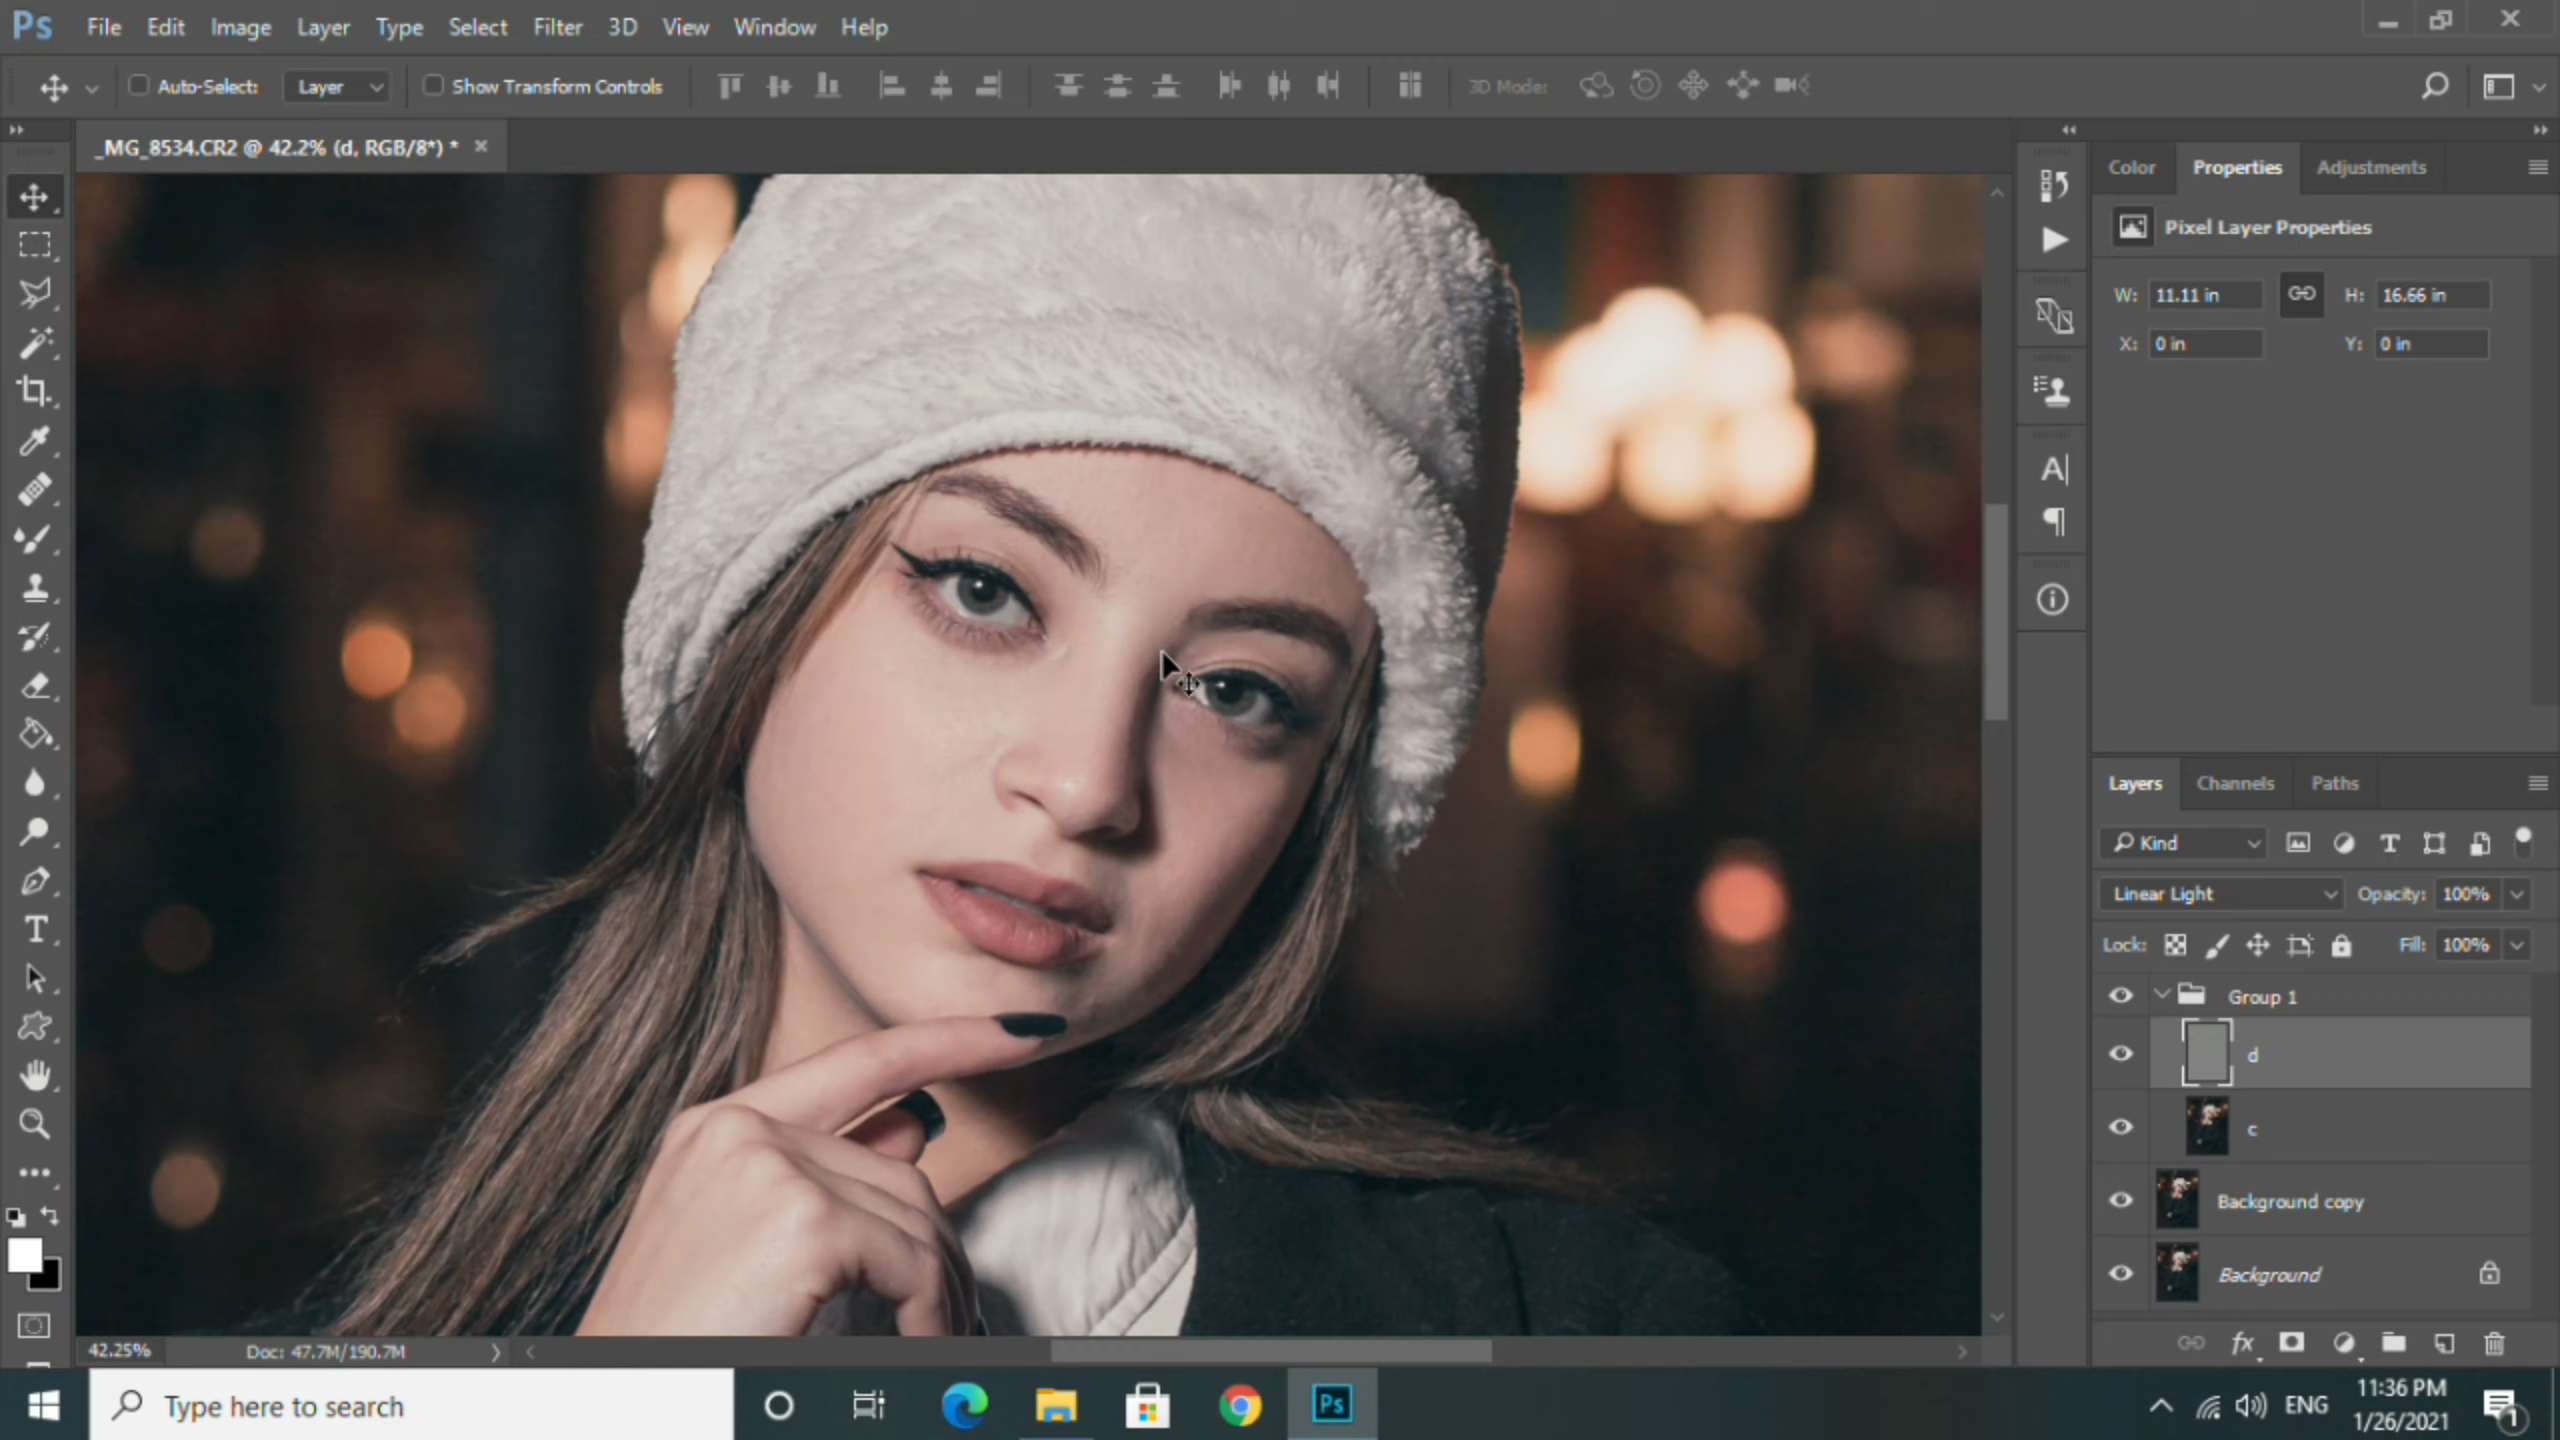 Ps File Edit Image Layer Type Select Filter 3D View Window Help
Auto-Select: Layer Show Transform Controls 3D Mode:
_MG_8534.CR2 @ 42.2% (d, RGB/8*) *
Color Properties Adjustments
Pixel Layer Properties
W: 11.11 in H: 16.66 in
X: 0 in Y: 0 in
Layers Channels Paths
Kind
Linear Light Opacity: 100%
Lock: Fill: 100%
Group 1
d
c
Background copy
Background
42.25% Doc: 47.7M/190.7M
Type here to search
Ps
ENG
11:36 PM
1/26/2021
1